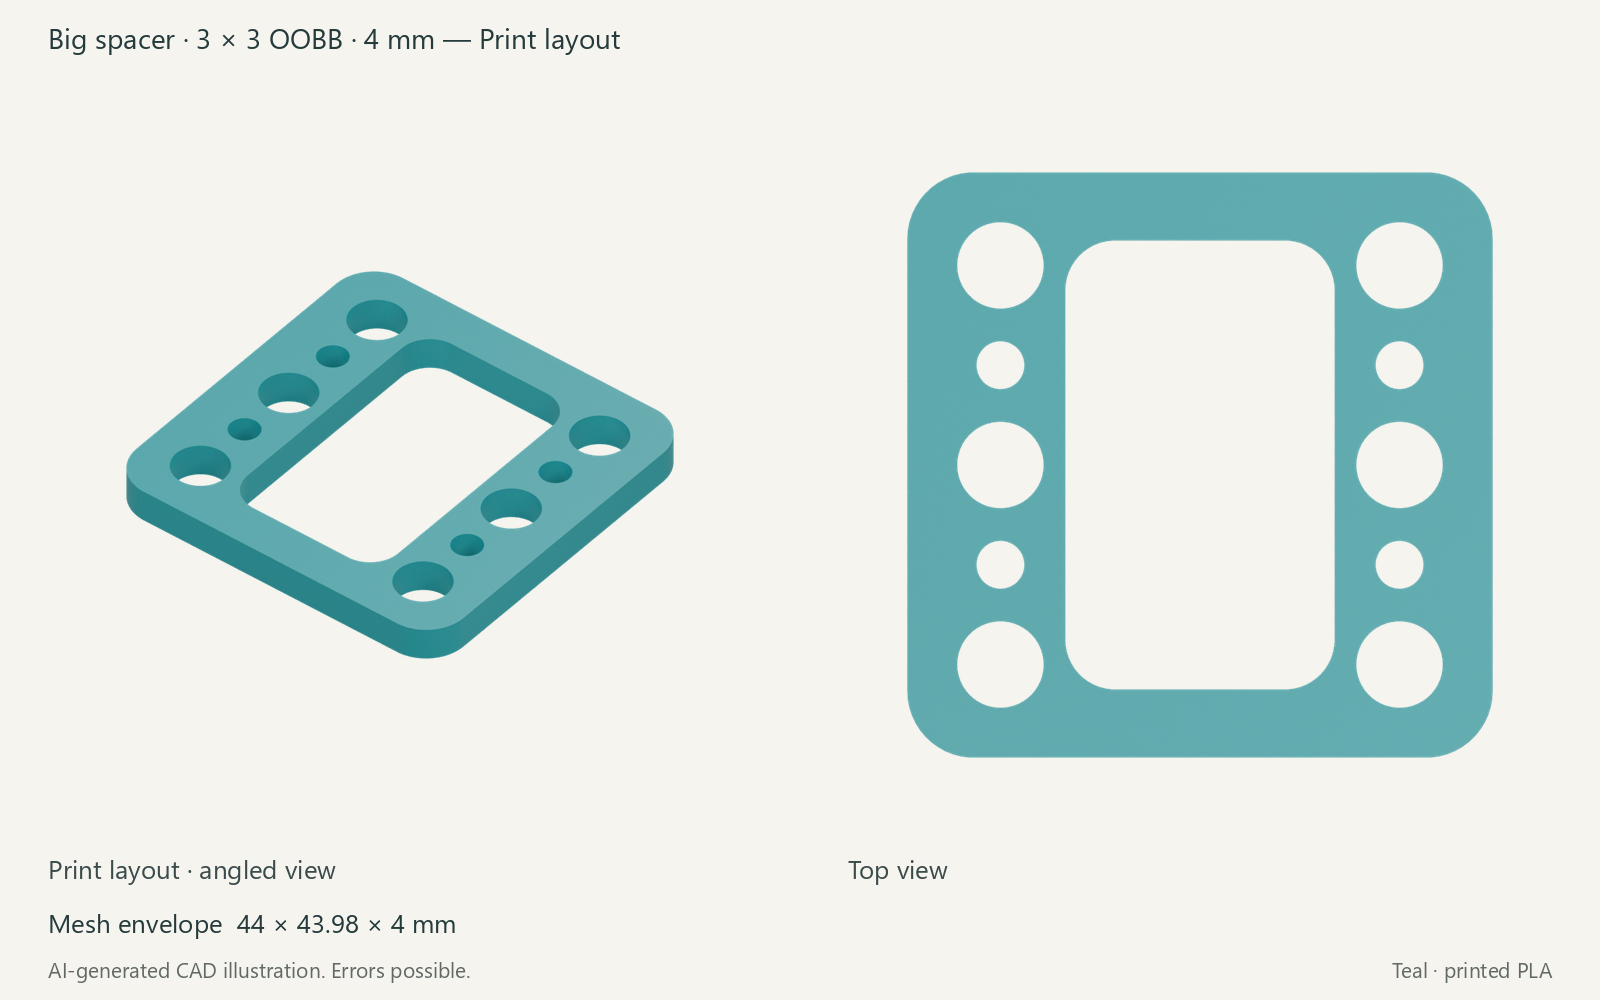 Big spacer · 3 × 3 OOBB · 4 mm — Print layout
Print layout · angled view
Top view
Mesh envelope 44 × 43.98 × 4 mm
AI-generated CAD illustration. Errors possible.
Teal · printed PLA